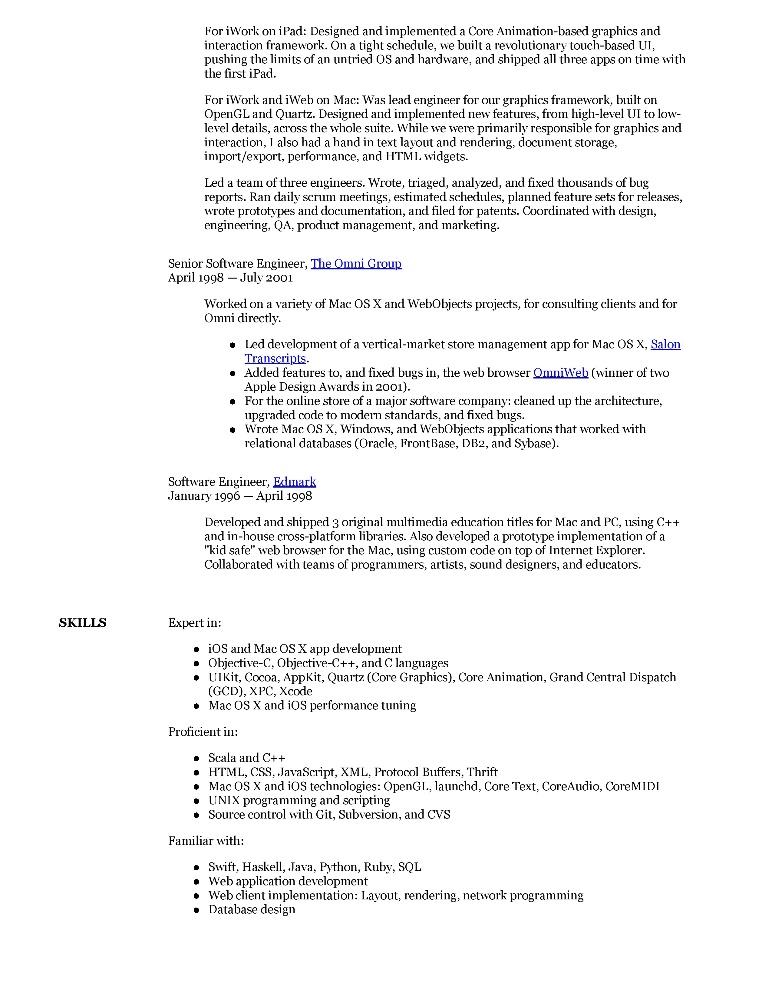 For iWork on iPad: Designed and implemented a Core Animation-based graphics and
interaction framework. On a tight schedule, we built a revolutionary touch-based UI,
pushing the limits of an untried OS and hardware, and shipped all three apps on time with
the first iPad.
For iWork and iWeb on Mac: Was lead engineer for our graphics framework, built on
OpenGL and Quartz. Designed and implemented new features, from high-level UI to low-
level details, across the whole suite. While we were primarily responsible for graphics and
interaction, I also had a hand in text layout and rendering, document storage,
import/export, performance, and HTML widgets.
Led a team of three engineers. Wrote, triaged, analyzed, and fixed thousands of bug
reports. Ran daily scrum meetings, estimated schedules, planned feature sets for releases,
wrote prototypes and documentation, and filed for patents. Coordinated with design,
engineering, QA, product management, and marketing.
Senior Software Engineer, The Omni Group
April 1998 — July 2001
Worked on a variety of Mac OS X and WebObjects projects, for consulting clients and for
Omni directly.
● Led development of a vertical-market store management app for Mac OS X, Salon
Transcripts.
● Added features to, and fixed bugs in, the web browser OmniWeb (winner of two
Apple Design Awards in 2001).
● For the online store of a major software company: cleaned up the architecture,
upgraded code to modern standards, and fixed bugs.
● Wrote Mac OS X, Windows, and WebObjects applications that worked with
relational databases (Oracle, FrontBase, DB2, and Sybase).
Software Engineer, Edmark
January 1996 — April 1998
Developed and shipped 3 original multimedia education titles for Mac and PC, using C++
and in-house cross-platform libraries. Also developed a prototype implementation of a
"kid safe" web browser for the Mac, using custom code on top of Internet Explorer.
Collaborated with teams of programmers, artists, sound designers, and educators.
SKILLS Expert in:
● iOS and Mac OS X app development
● Objective-C, Objective-C++, and C languages
● UIKit, Cocoa, AppKit, Quartz (Core Graphics), Core Animation, Grand Central Dispatch
(GCD), XPC, Xcode
● Mac OS X and iOS performance tuning
Proficient in:
● Scala and C++
● HTML, CSS, JavaScript, XML, Protocol Buffers, Thrift
● Mac OS X and iOS technologies: OpenGL, launchd, Core Text, CoreAudio, CoreMIDI
● UNIX programming and scripting
● Source control with Git, Subversion, and CVS
Familiar with:
● Swift, Haskell, Java, Python, Ruby, SQL
● Web application development
● Web client implementation: Layout, rendering, network programming
● Database design